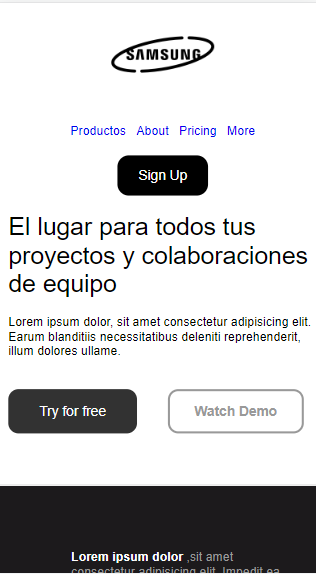 SAMSUNG
Productos About Pricing More
Sign Up
El lugar para todos tus
proyectos y colaboraciones
de equipo
Lorem ipsum dolor, sit amet consectetur adipisicing elit.
Earum blanditiis necessitatibus deleniti reprehenderit,
illum dolores ullame.
Try for free Watch Demo
Lorem ipsum dolor ,sit amet
consectetur adipisicing elit. Impedit ea